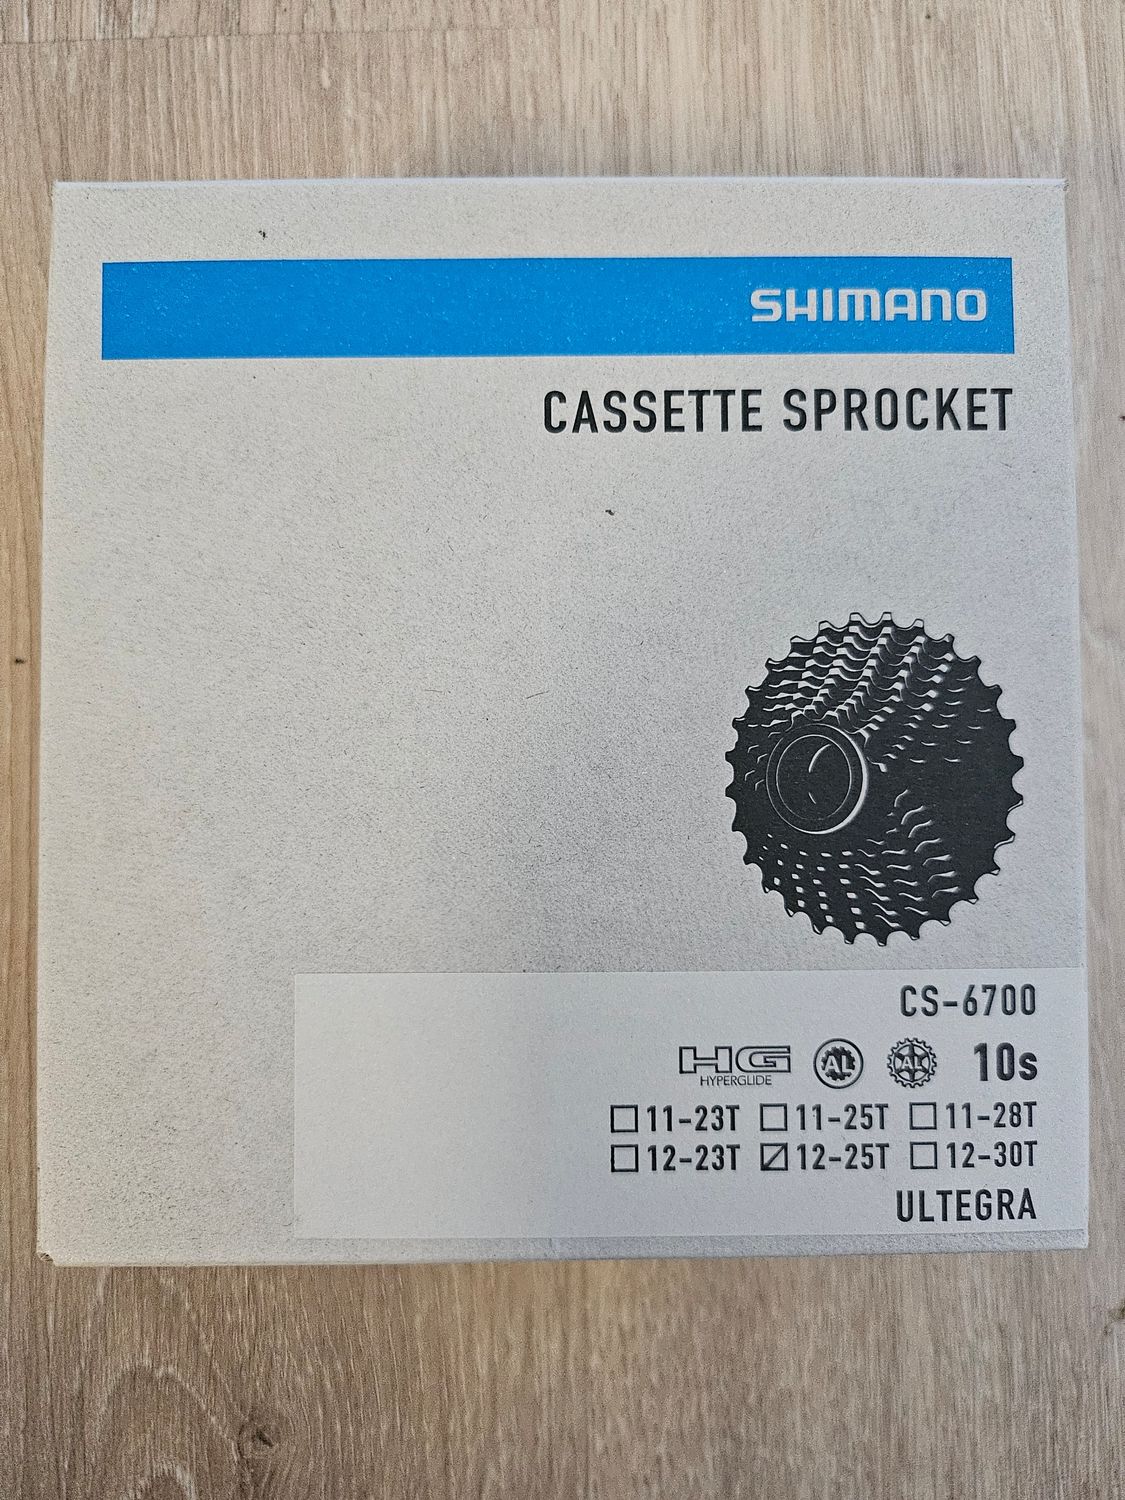 SHIMANO
CASSETTE SPROCKET
CS-6700
HG AL AL 10s
HYPERGLIDE
☐ 11-23T ☐ 11-25T ☐ 11-28T
☐ 12-23T ☑ 12-25T ☐ 12-30T
ULTEGRA